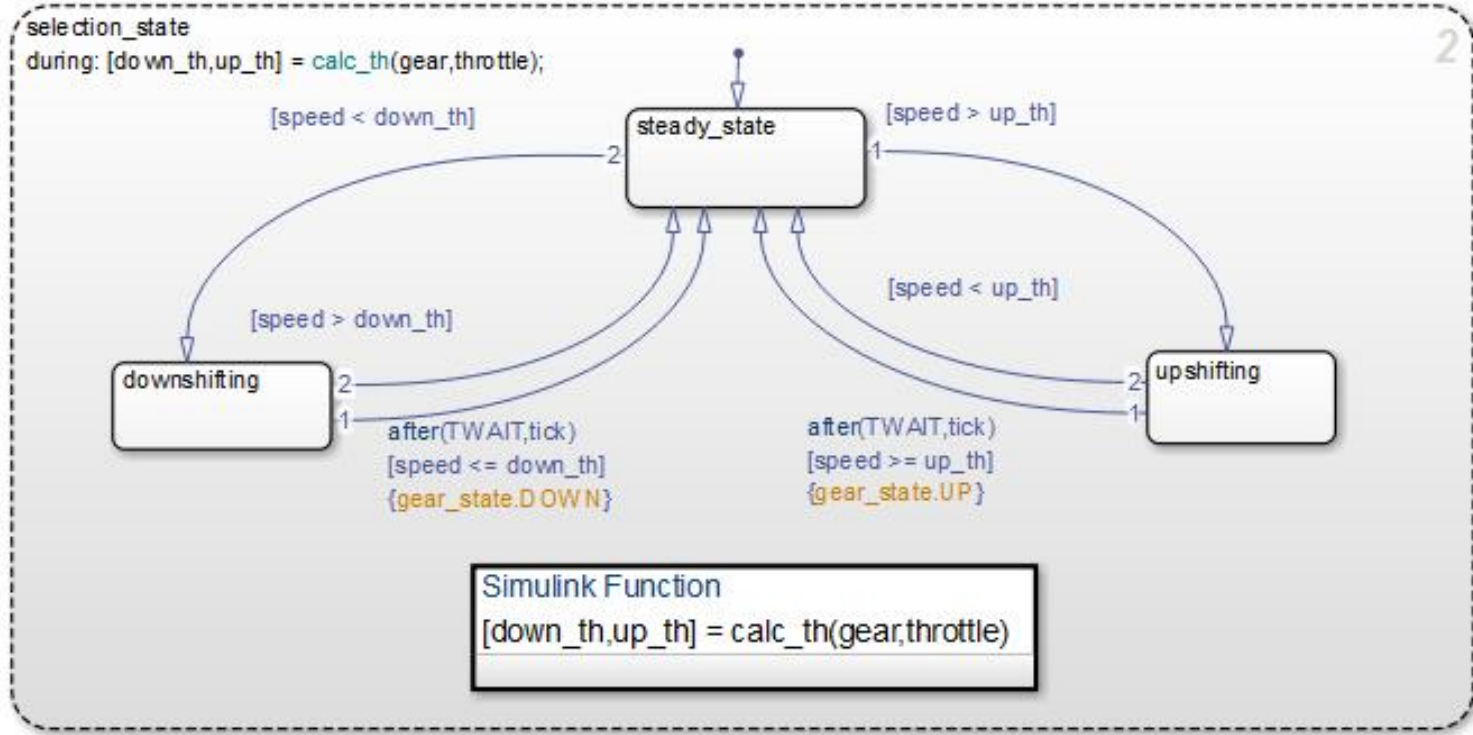 selection_state
2
during: [down_th,up_th] = calc_th(gear,throttle);
[speed < down_th]
[speed > up_th]
steady_state
2
1
[speed < up_th]
[speed > down_th]
downshifting
upshifting
2
2
1
1
after(TWAIT,tick)
[speed <= down_th]
{gear_state.DOWN}
after(TWAIT,tick)
[speed >= up_th]
{gear_state.UP}
Simulink Function
[down_th,up_th] = calc_th(gear,throttle)